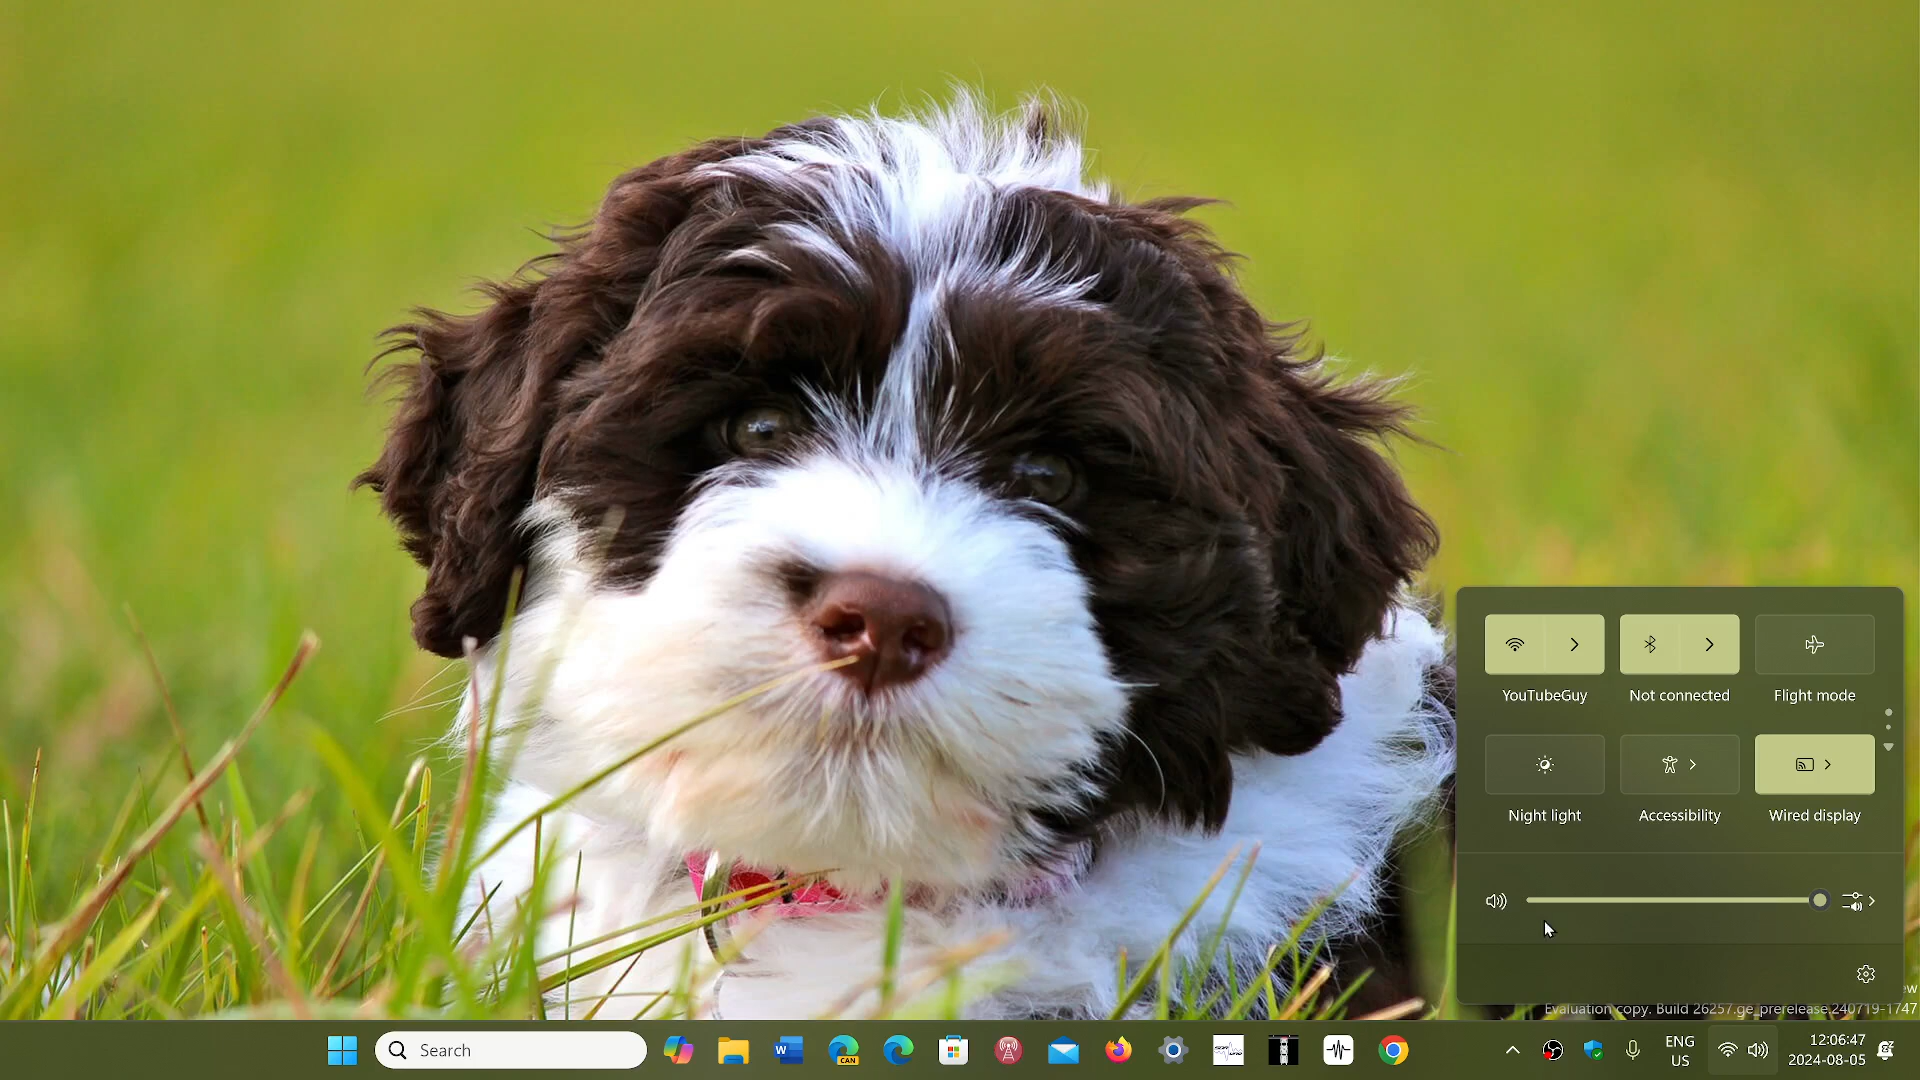 YouTubeGuy
Not connected
Flight mode
Night light
Accessibility
Wired display
Evaluation copy. Build 26257.ge_prerelease.240719-1747
Search
CAN
ENG
US
12:06:47
2024-08-05